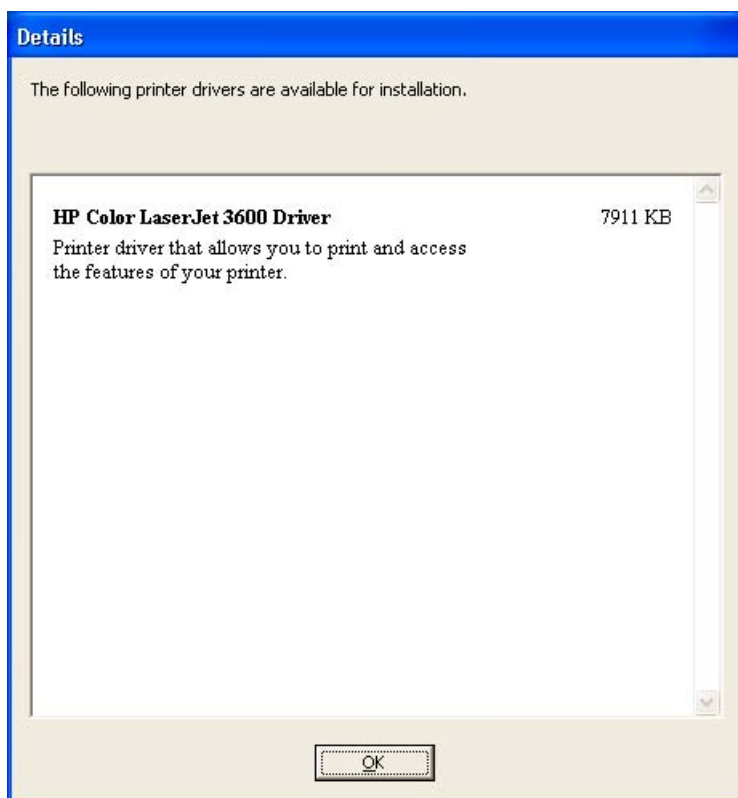 Details
The following printer drivers are available for installation.
HP Color LaserJet 3600 Driver 7911 KB
Printer driver that allows you to print and access
the features of your printer.
OK